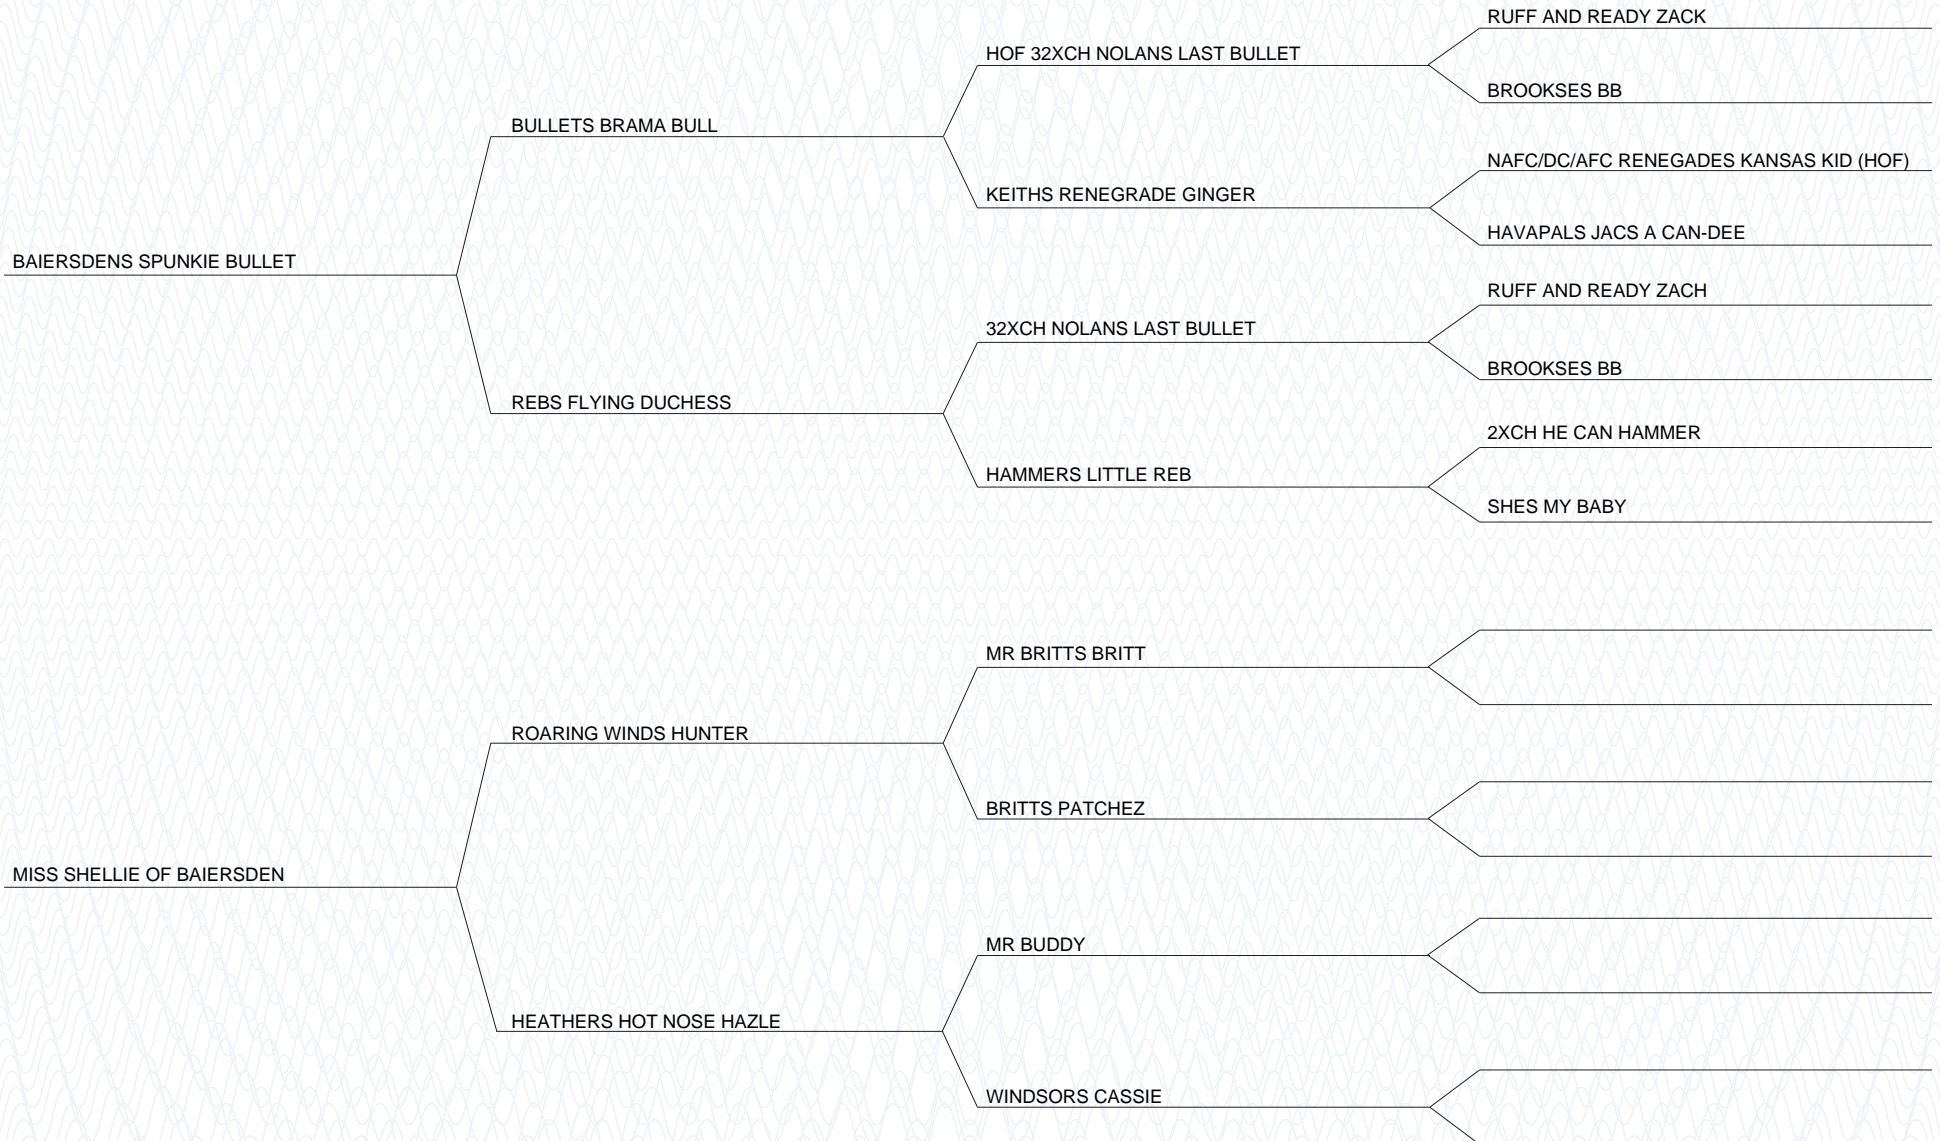 RUFF AND READY ZACK
HOF 32XCH NOLANS LAST BULLET
BROOKSES BB
BULLETS BRAMA BULL
NAFC/DC/AFC RENEGADES KANSAS KID (HOF)
KEITHS RENEGRADE GINGER
HAVAPALS JACS A CAN-DEE
BAIERSDENS SPUNKIE BULLET
RUFF AND READY ZACH
32XCH NOLANS LAST BULLET
BROOKSES BB
REBS FLYING DUCHESS
2XCH HE CAN HAMMER
HAMMERS LITTLE REB
SHES MY BABY
MR BRITTS BRITT
ROARING WINDS HUNTER
BRITTS PATCHEZ
MISS SHELLIE OF BAIERSDEN
MR BUDDY
HEATHERS HOT NOSE HAZLE
WINDSORS CASSIE